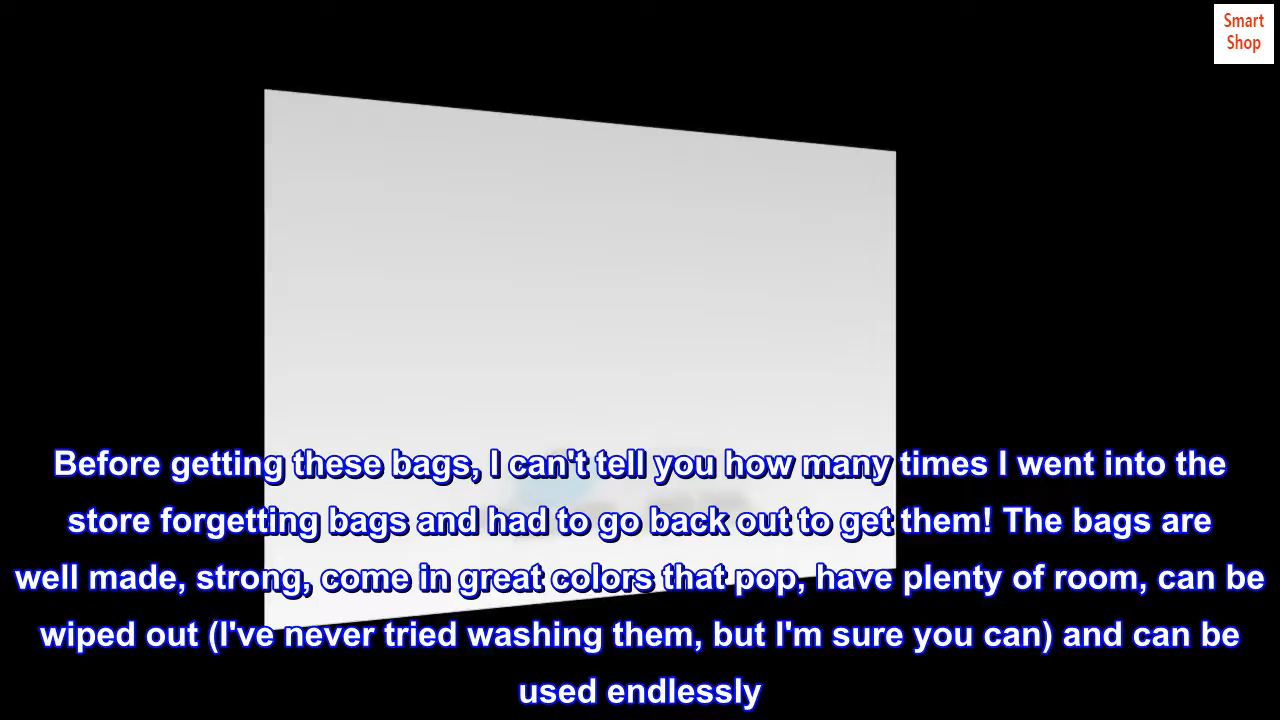 Smart
Shop
Before getting these bags, I can't tell you how many times I went into the
store forgetting bags and had to go back out to get them! The bags are
well made, strong, come in great colors that pop, have plenty of room, can be
wiped out (I've never tried washing them, but I'm sure you can) and can be
used endlessly